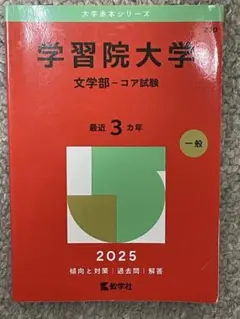 大学赤本シリーズ
学習院大学
文学部-コア試験
最近3カ年
一般
2025
傾向と対策|過去問|解答
教学社